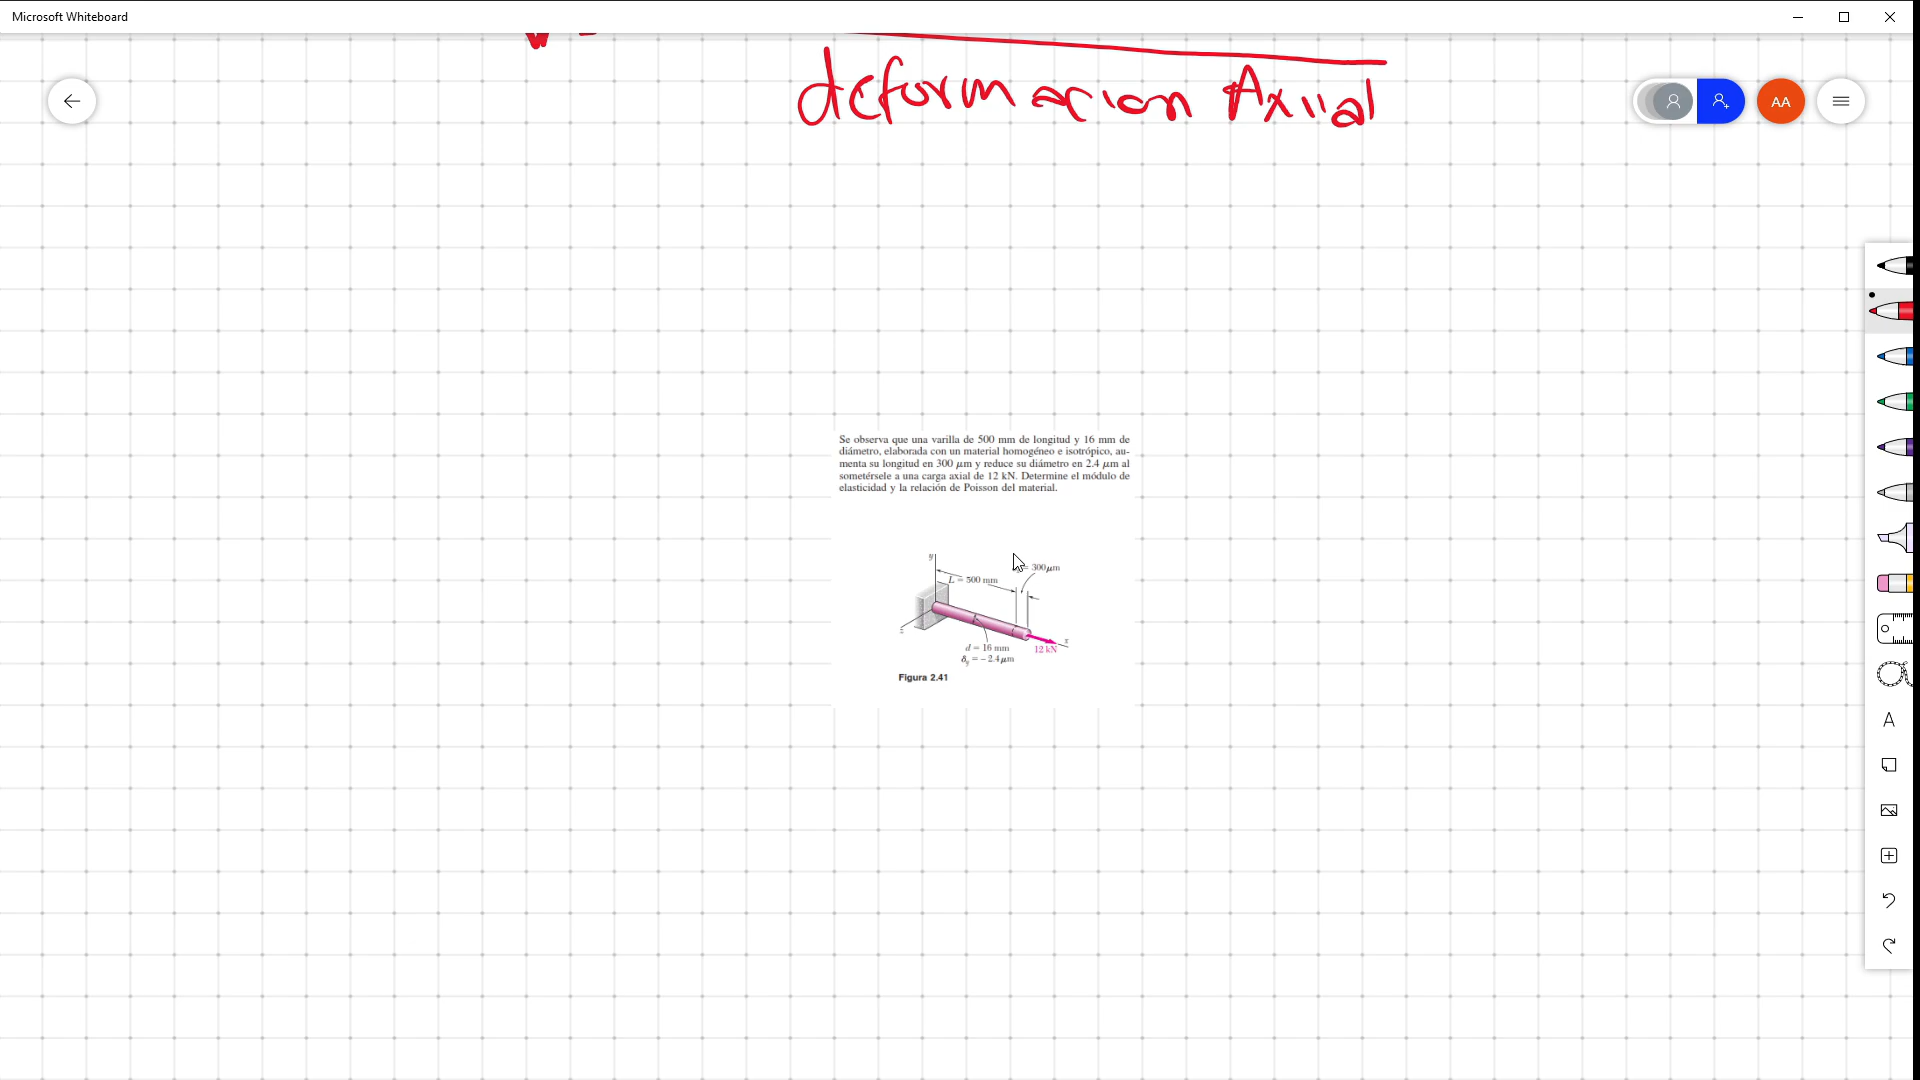 Microsoft Whiteboard
deformacion Axial
AA
Se observa que una varilla de 500 mm de longitud y 16 mm de
diámetro, elaborada con un material homogéneo e isotrópico, au-
menta su longitud en 300 μm y reduce su diámetro en 2.4 μm al
sometérsele a una carga axial de 12 kN. Determine el módulo de
elasticidad y la relación de Poisson del material.
y
= 300 μm
L = 500 mm
z
x
d = 16 mm
12 kN
δy = – 2.4 μm
Figura 2.41
A